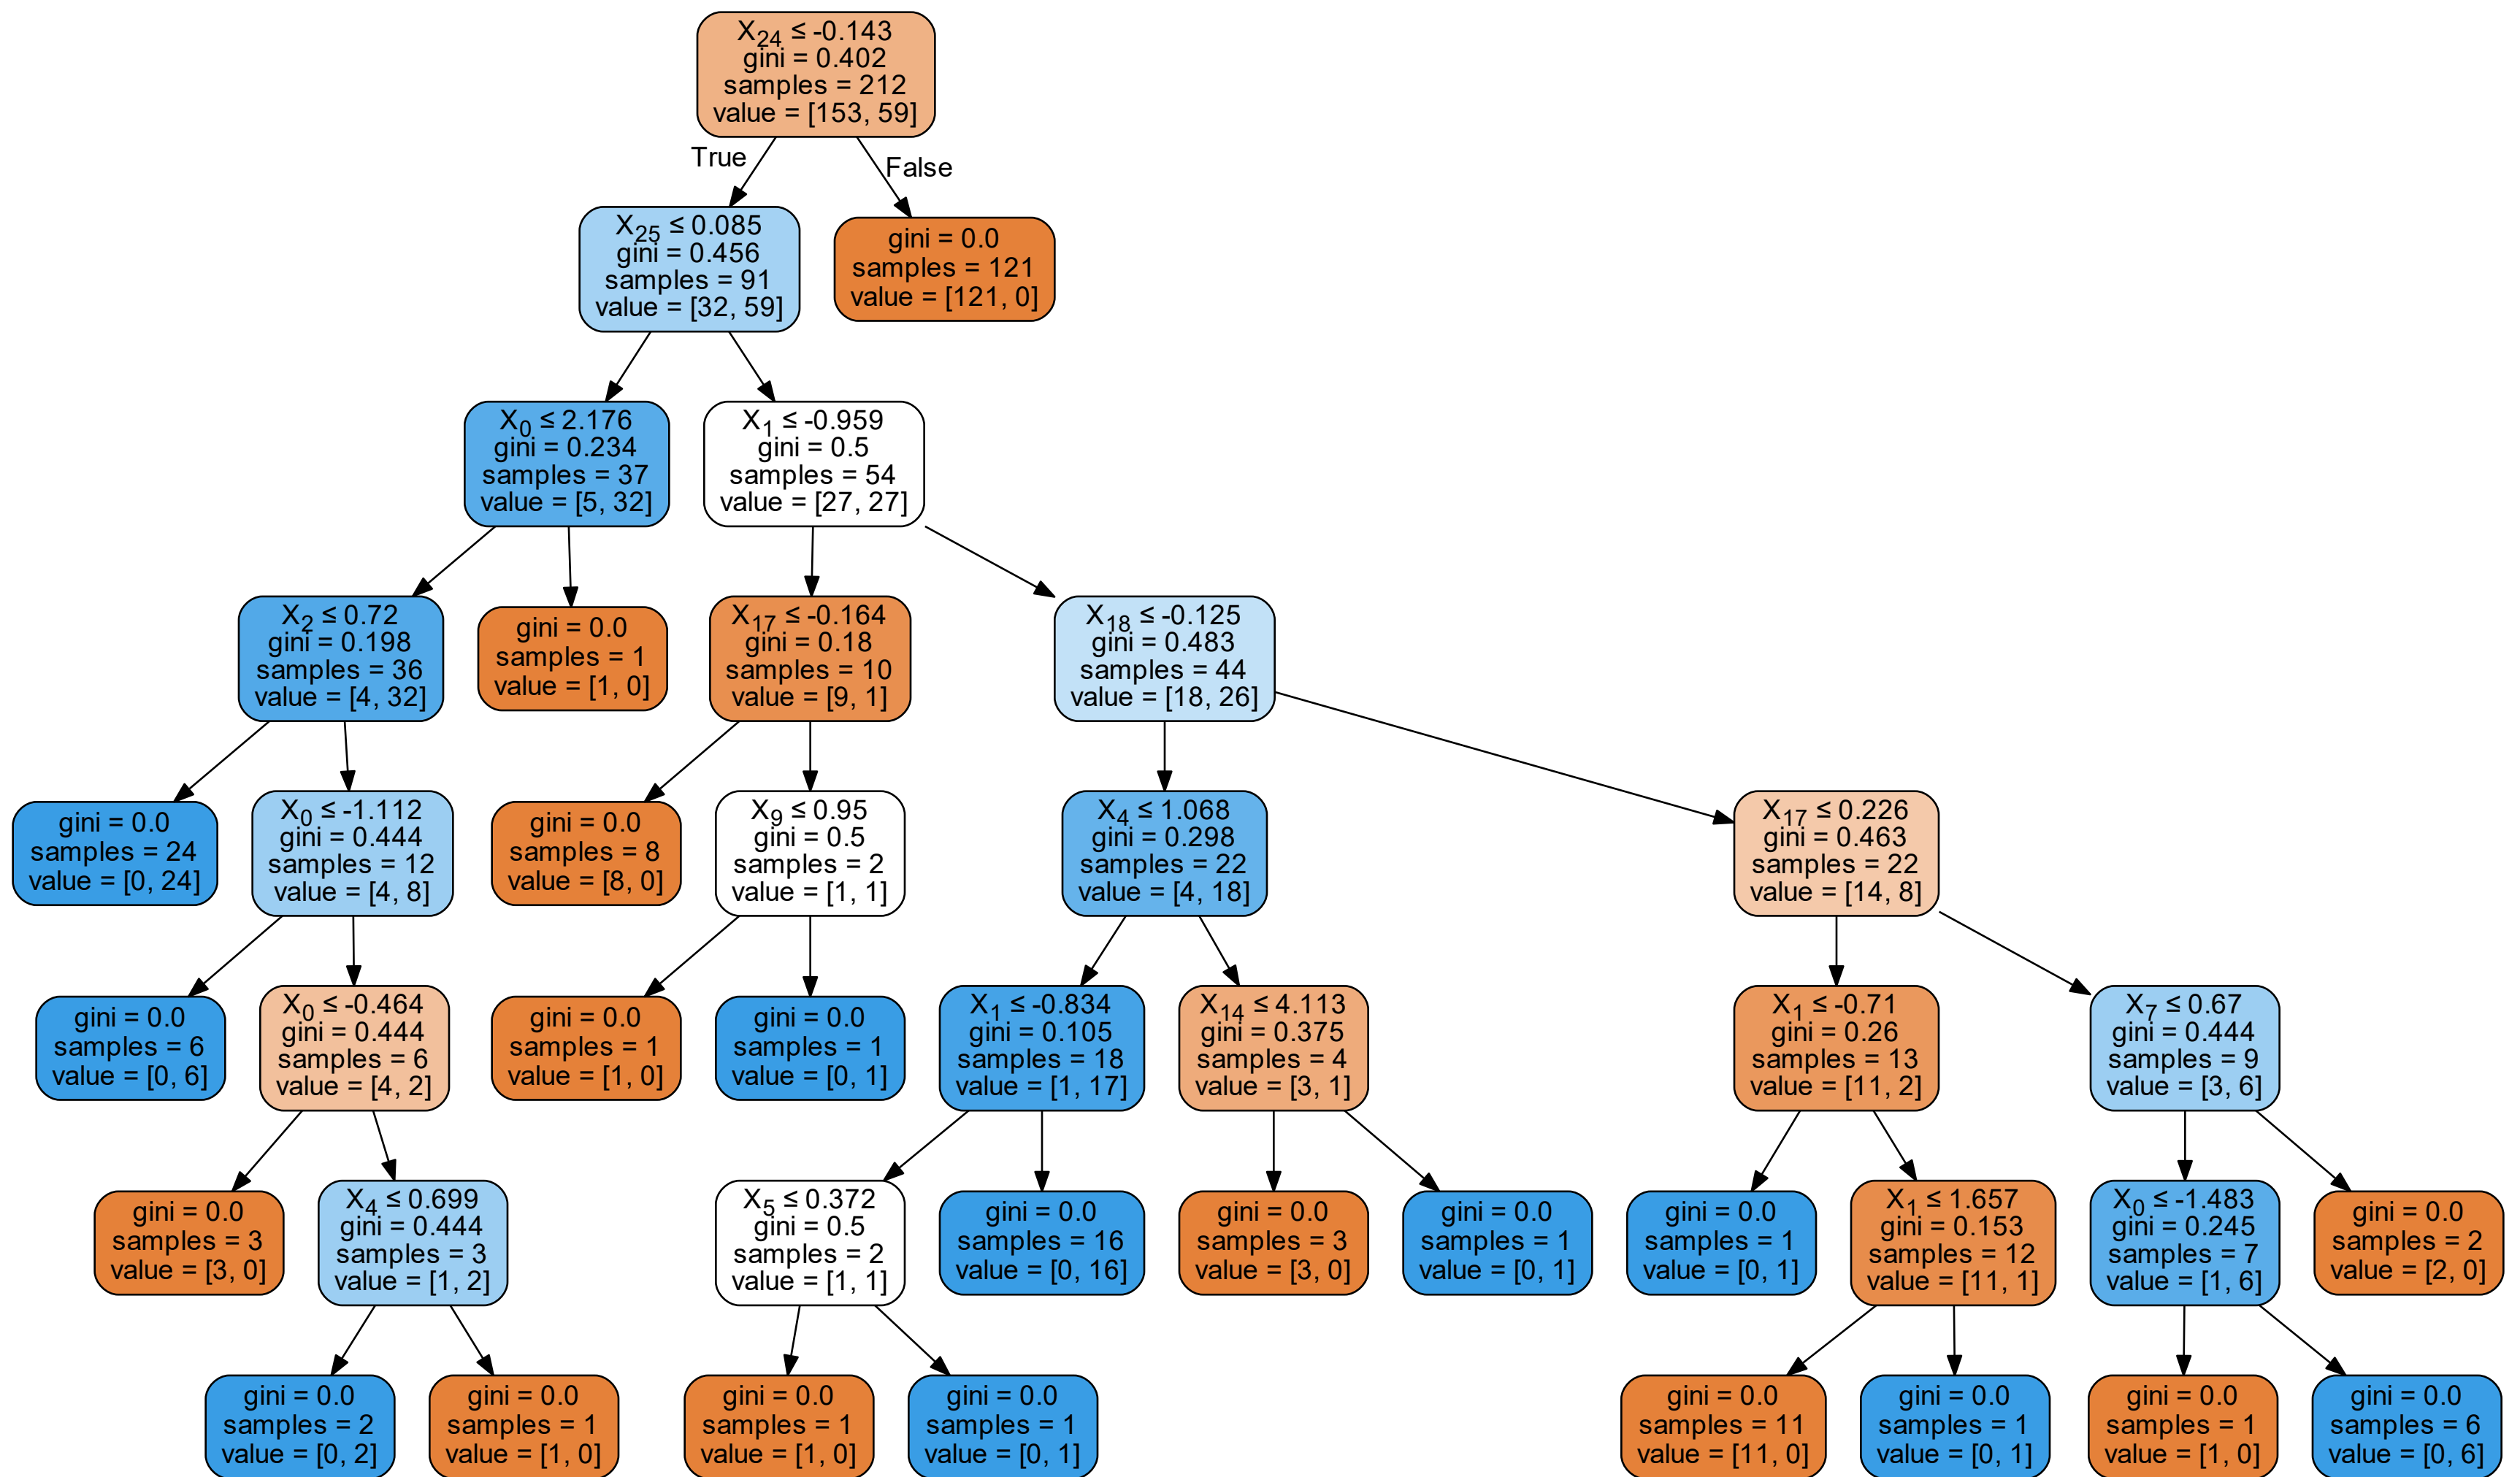 X24 ≤ -0.143
gini = 0.402
samples = 212
value = [153, 59]
True
False
X25 ≤ 0.085
gini = 0.456
samples = 91
value = [32, 59]
gini = 0.0
samples = 121
value = [121, 0]
X0 ≤ 2.176
gini = 0.234
samples = 37
value = [5, 32]
X1 ≤ -0.959
gini = 0.5
samples = 54
value = [27, 27]
X2 ≤ 0.72
gini = 0.198
samples = 36
value = [4, 32]
gini = 0.0
samples = 1
value = [1, 0]
X17 ≤ -0.164
gini = 0.18
samples = 10
value = [9, 1]
X18 ≤ -0.125
gini = 0.483
samples = 44
value = [18, 26]
gini = 0.0
samples = 24
value = [0, 24]
X0 ≤ -1.112
gini = 0.444
samples = 12
value = [4, 8]
gini = 0.0
samples = 8
value = [8, 0]
X9 ≤ 0.95
gini = 0.5
samples = 2
value = [1, 1]
X4 ≤ 1.068
gini = 0.298
samples = 22
value = [4, 18]
X17 ≤ 0.226
gini = 0.463
samples = 22
value = [14, 8]
gini = 0.0
samples = 6
value = [0, 6]
X0 ≤ -0.464
gini = 0.444
samples = 6
value = [4, 2]
gini = 0.0
samples = 1
value = [1, 0]
gini = 0.0
samples = 1
value = [0, 1]
X1 ≤ -0.834
gini = 0.105
samples = 18
value = [1, 17]
X14 ≤ 4.113
gini = 0.375
samples = 4
value = [3, 1]
X1 ≤ -0.71
gini = 0.26
samples = 13
value = [11, 2]
X7 ≤ 0.67
gini = 0.444
samples = 9
value = [3, 6]
gini = 0.0
samples = 3
value = [3, 0]
X4 ≤ 0.699
gini = 0.444
samples = 3
value = [1, 2]
X5 ≤ 0.372
gini = 0.5
samples = 2
value = [1, 1]
gini = 0.0
samples = 16
value = [0, 16]
gini = 0.0
samples = 3
value = [3, 0]
gini = 0.0
samples = 1
value = [0, 1]
gini = 0.0
samples = 1
value = [0, 1]
X1 ≤ 1.657
gini = 0.153
samples = 12
value = [11, 1]
X0 ≤ -1.483
gini = 0.245
samples = 7
value = [1, 6]
gini = 0.0
samples = 2
value = [2, 0]
gini = 0.0
samples = 2
value = [0, 2]
gini = 0.0
samples = 1
value = [1, 0]
gini = 0.0
samples = 1
value = [1, 0]
gini = 0.0
samples = 1
value = [0, 1]
gini = 0.0
samples = 11
value = [11, 0]
gini = 0.0
samples = 1
value = [0, 1]
gini = 0.0
samples = 1
value = [1, 0]
gini = 0.0
samples = 6
value = [0, 6]